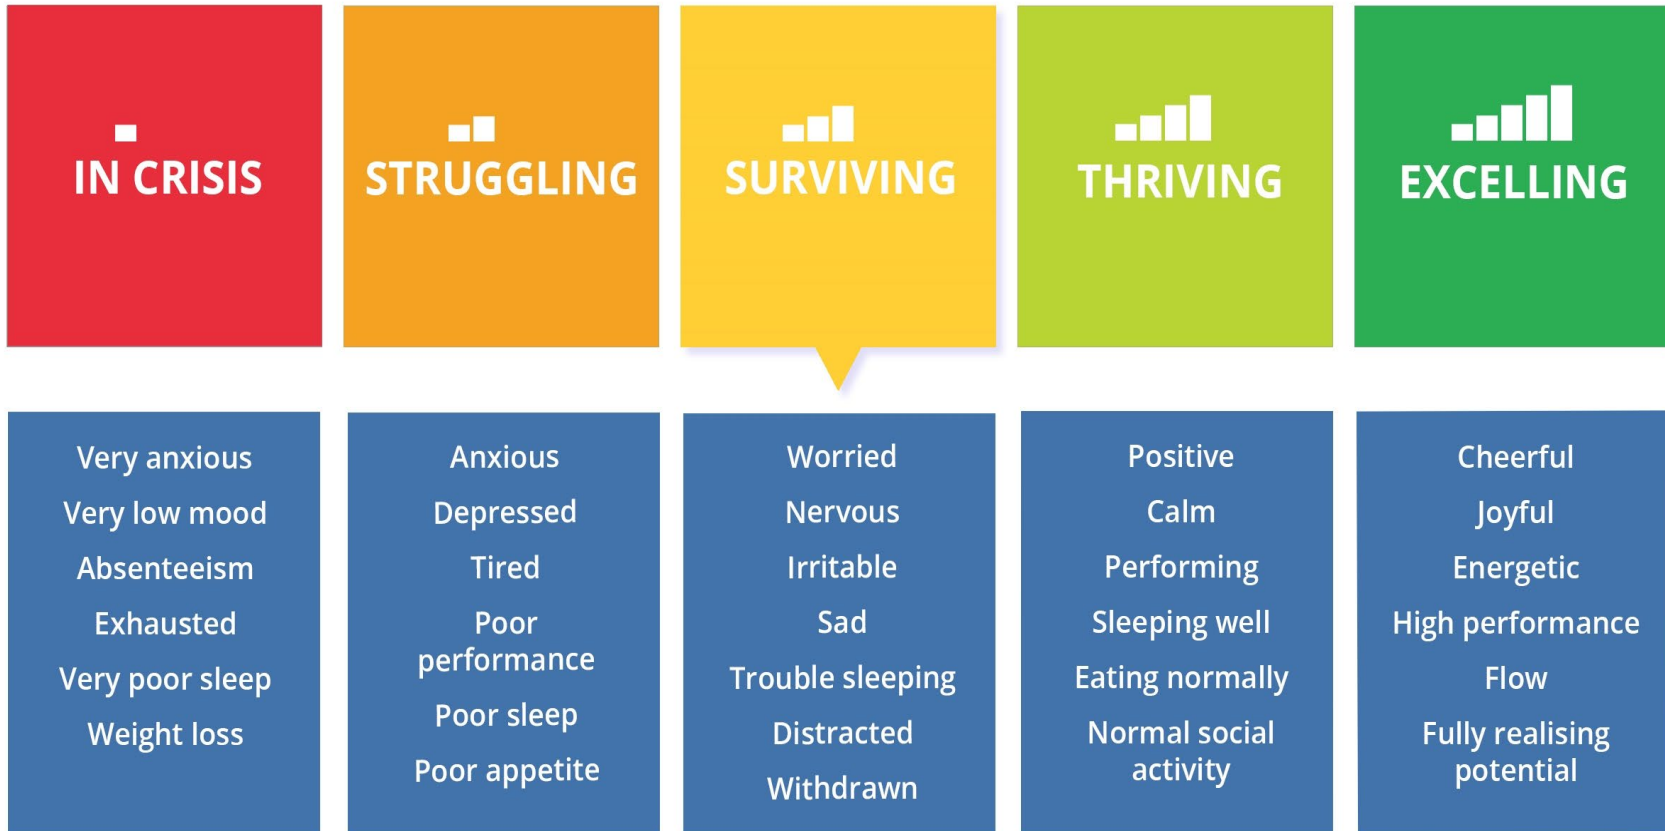 IN CRISIS
STRUGGLING
SURVIVING
THRIVING
EXCELLING
Very anxious
Very low mood
Absenteeism
Exhausted
Very poor sleep
Weight loss
Anxious
Depressed
Tired
Poor
performance
Poor sleep
Poor appetite
Worried
Nervous
Irritable
Sad
Trouble sleeping
Distracted
Withdrawn
Positive
Calm
Performing
Sleeping well
Eating normally
Normal social
activity
Cheerful
Joyful
Energetic
High performance
Flow
Fully realising
potential